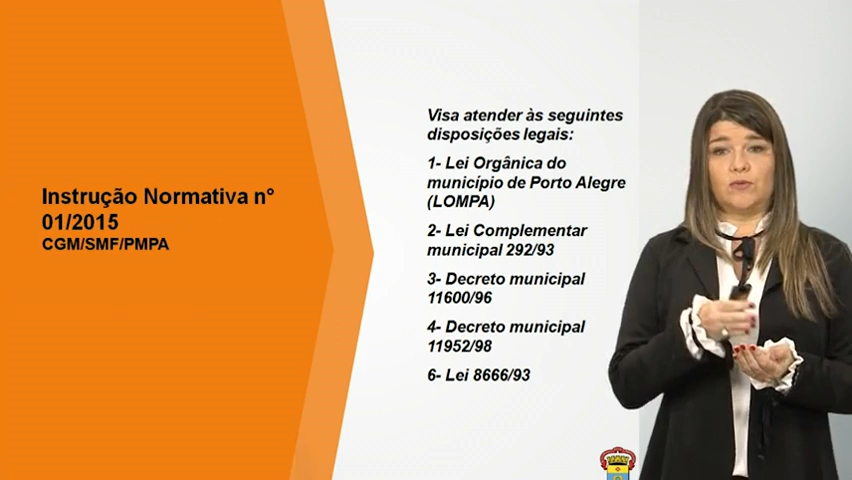 Instrução Normativa n°
01/2015
CGM/SMF/PMPA
Visa atender às seguintes
disposições legais:
1- Lei Orgânica do
município de Porto Alegre
(LOMPA)
2- Lei Complementar
municipal 292/93
3- Decreto municipal
11600/96
4- Decreto municipal
11952/98
6- Lei 8666/93